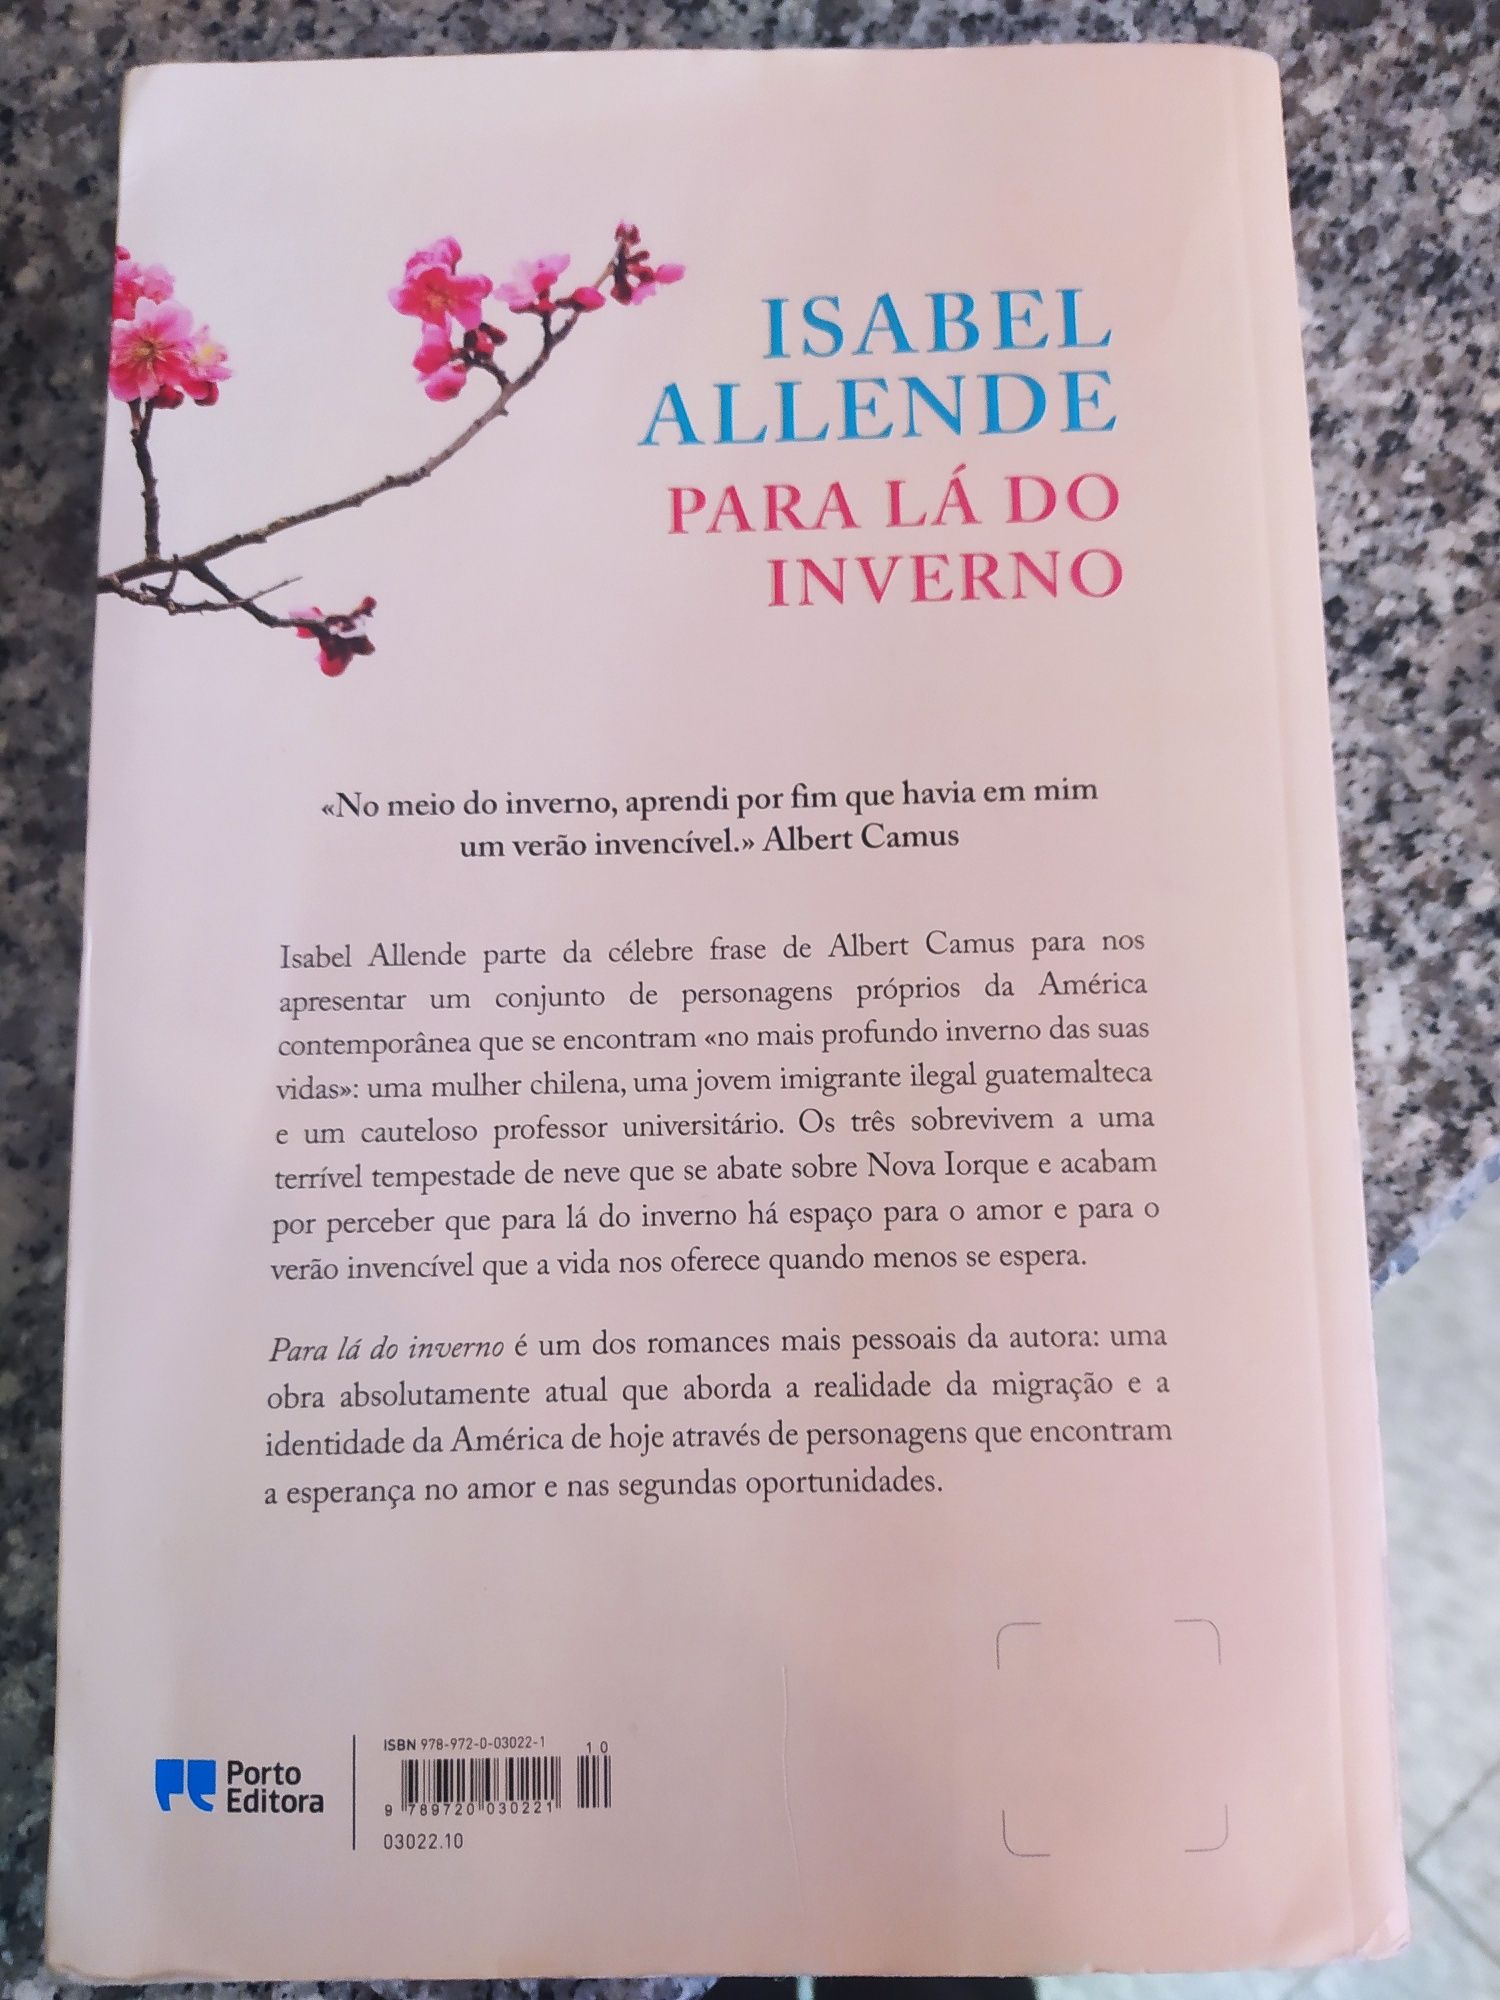 ISABEL
ALLENDE
PARA LÁ DO
INVERNO
«No meio do inverno, aprendi por fim que havia em mim
um verão invencível.» Albert Camus
Isabel Allende parte da célebre frase de Albert Camus para nos
apresentar um conjunto de personagens próprios da América
contemporânea que se encontram «no mais profundo inverno das suas
vidas»: uma mulher chilena, uma jovem imigrante ilegal guatemalteca
e um cauteloso professor universitário. Os três sobrevivem a uma
terrível tempestade de neve que se abate sobre Nova Iorque e acabam
por perceber que para lá do inverno há espaço para o amor e para o
verão invencível que a vida nos oferece quando menos se espera.
Para lá do inverno é um dos romances mais pessoais da autora: uma
obra absolutamente atual que aborda a realidade da migração e a
identidade da América de hoje através de personagens que encontram
a esperança no amor e nas segundas oportunidades.
Porto
Editora
ISBN 978-972-0-03022-1
10
9 789720 030221
03022.10